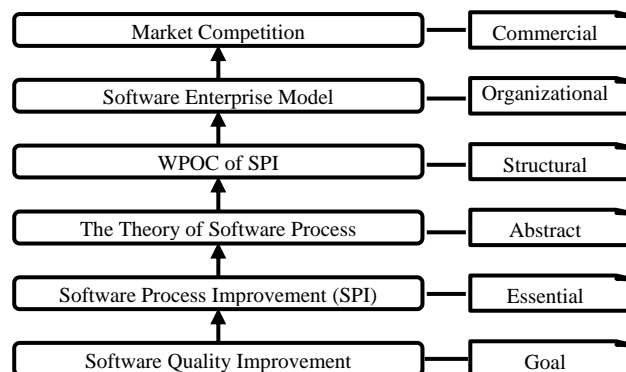 Market Competition
Commercial
Software Enterprise Model
Organizational
WPOC of SPI
Structural
The Theory of Software Process
Abstract
Software Process Improvement (SPI)
Essential
Software Quality Improvement
Goal